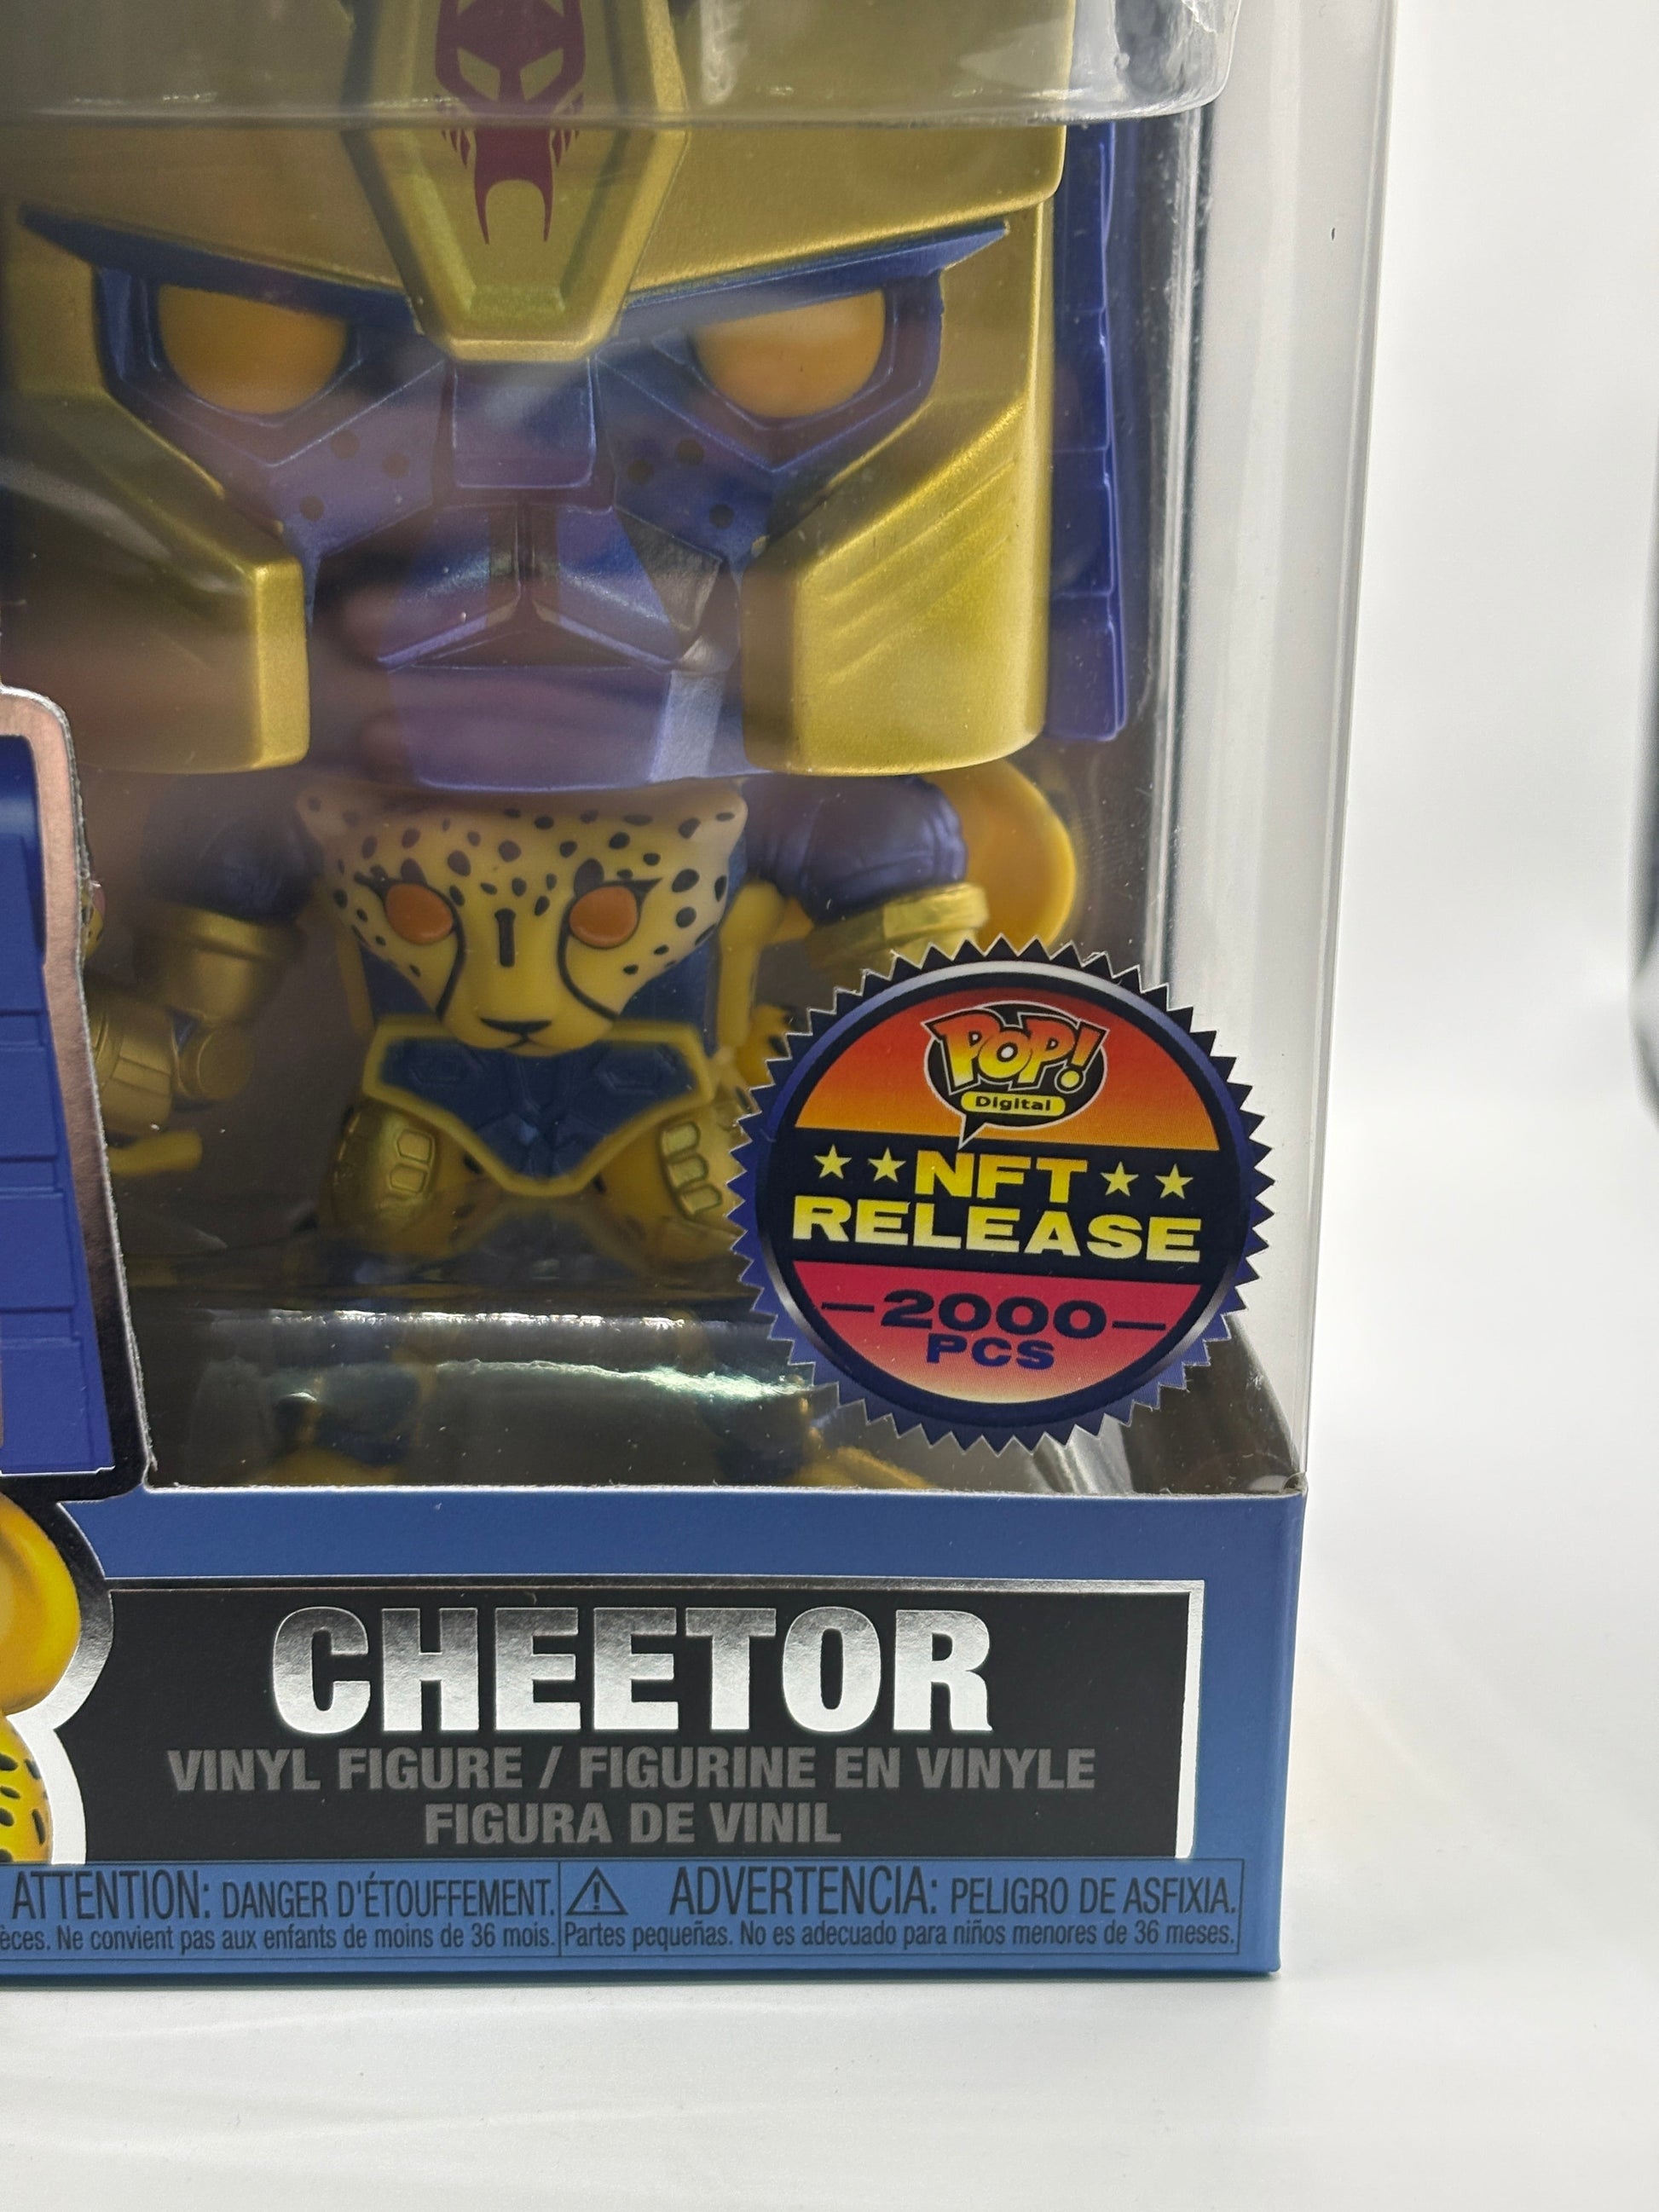 POP!
Digital
NFT
RELEASE
2000
PCS
CHEETOR
VINYL FIGURE / FIGURINE EN VINYLE
FIGURA DE VINIL
ATTENTION: DANGER D'ÉTOUFFEMENT.
èces. Ne convient pas aux enfants de moins de 36 mois.
ADVERTENCIA: PELIGRO DE ASFIXIA.
Partes pequeñas. No es adecuado para niños menores de 36 meses.